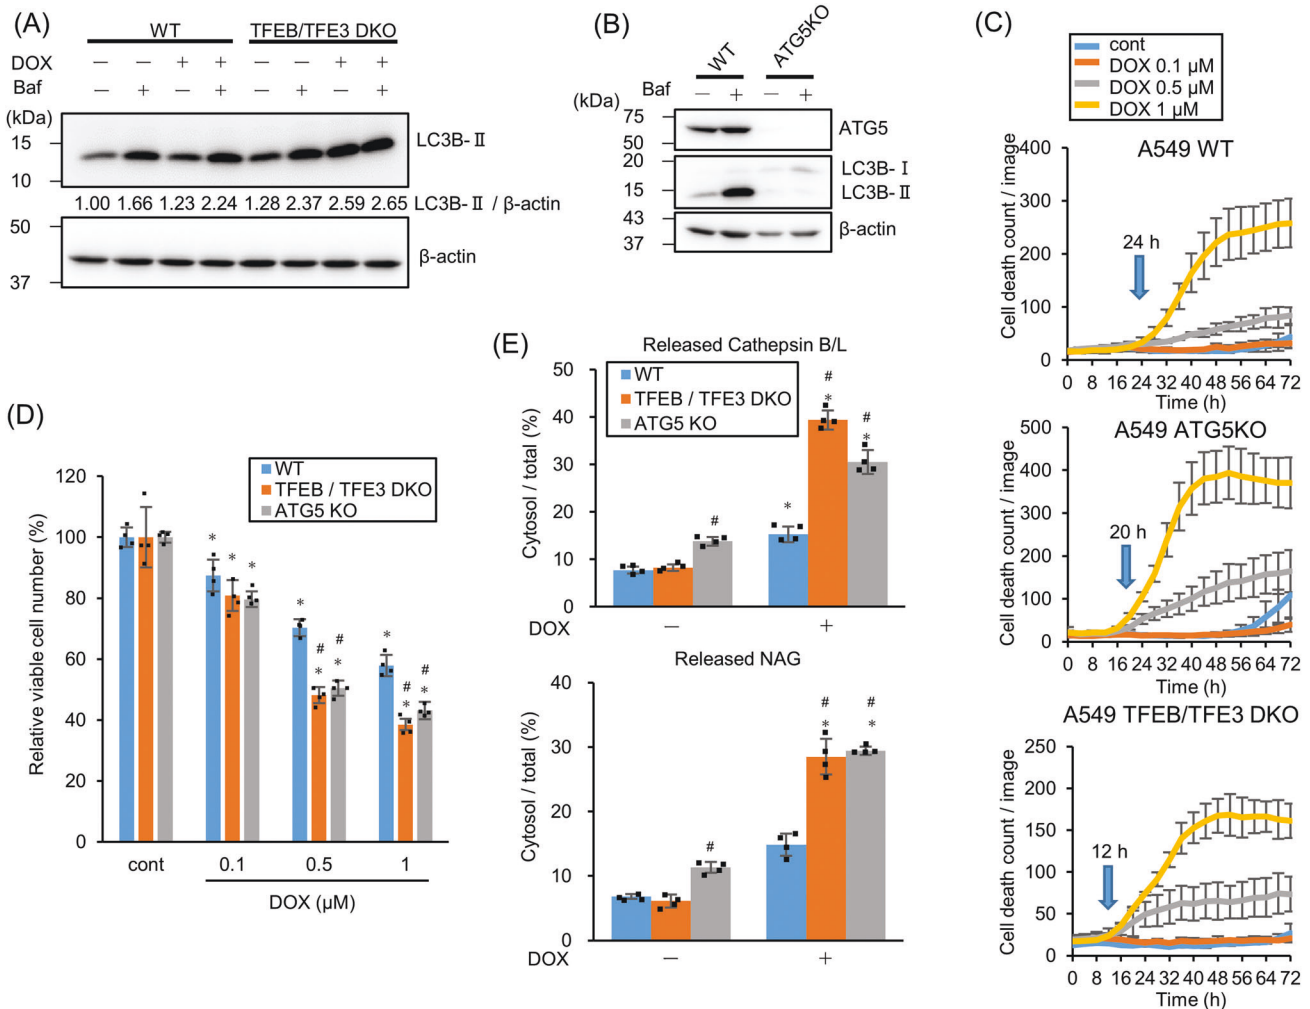 (A)
WT
TFEB/TFE3 DKO
DOX — — + + — — + +
Baf — + — + — + — +
(kDa)
15
10
LC3B-Ⅱ
1.00 1.66 1.23 2.24 1.28 2.37 2.59 2.65 LC3B-Ⅱ / β-actin
50
37
β-actin
(B)
WT
ATG5KO
Baf — + — +
(kDa)
75
50
ATG5
20
15
LC3B-Ⅰ
LC3B-Ⅱ
43
37
β-actin
(C)
cont
DOX 0.1 μM
DOX 0.5 μM
DOX 1 μM
A549 WT
Cell death count / image
400
300
200
100
0
24 h
0 8 16 24 32 40 48 56 64 72
Time (h)
A549 ATG5KO
Cell death count / image
500
400
300
200
100
0
20 h
0 8 16 24 32 40 48 56 64 72
Time (h)
A549 TFEB/TFE3 DKO
Cell death count / image
250
200
150
100
50
0
12 h
0 8 16 24 32 40 48 56 64 72
Time (h)
(D)
Relative viable cell number (%)
120
100
80
60
40
20
0
WT
TFEB / TFE3 DKO
ATG5 KO
* * *
* # * # *
* # * # *
cont 0.1 0.5 1
DOX (μM)
(E)
Released Cathepsin B/L
Cytosol / total (%)
50
40
30
20
10
0
WT
TFEB / TFE3 DKO
ATG5 KO
# * # * # *
DOX — +
Released NAG
Cytosol / total (%)
40
30
20
10
0
# # * # *
DOX — +